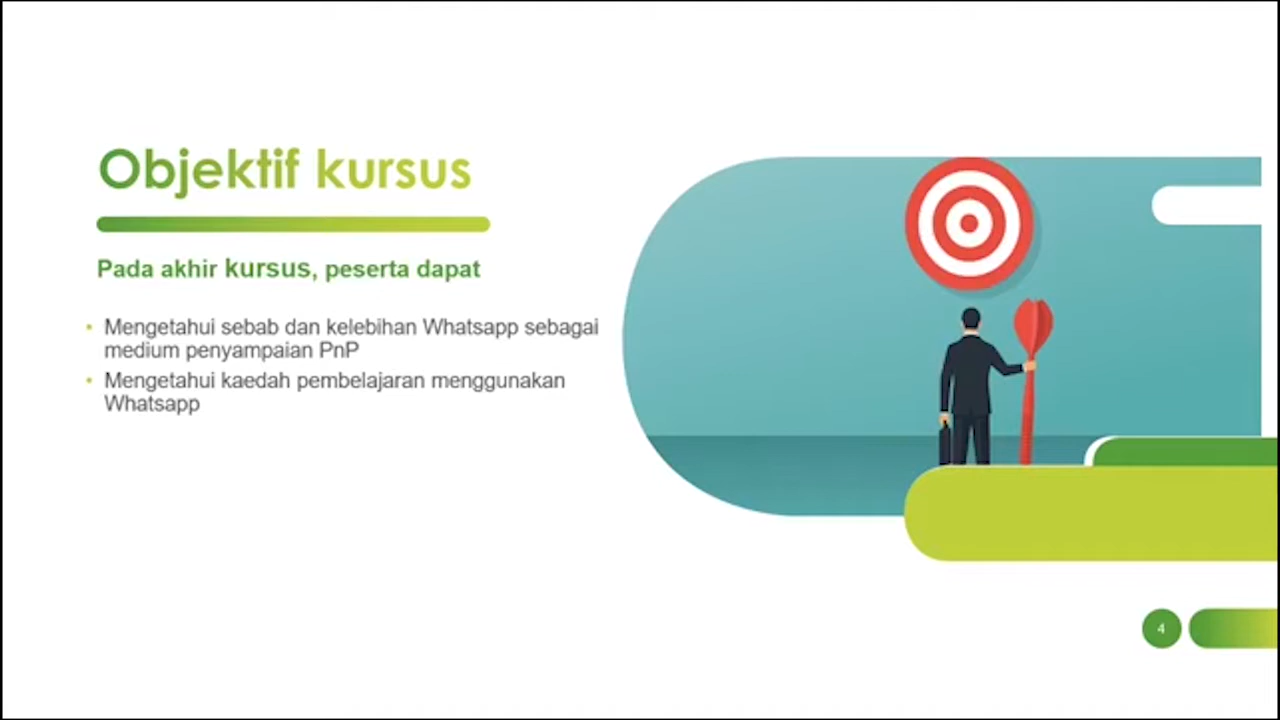 Objektif kursus
Pada akhir kursus, peserta dapat
• Mengetahui sebab dan kelebihan Whatsapp sebagai
medium penyampaian PnP
• Mengetahui kaedah pembelajaran menggunakan
Whatsapp
4